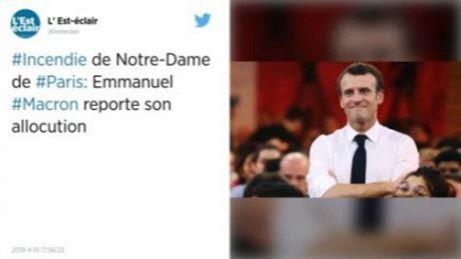 L'Est-éclair
L' Est-éclair
@lesteclair
#Incendie de Notre-Dame
de #Paris: Emmanuel
#Macron reporte son
allocution
2019-4-15 17:56:23